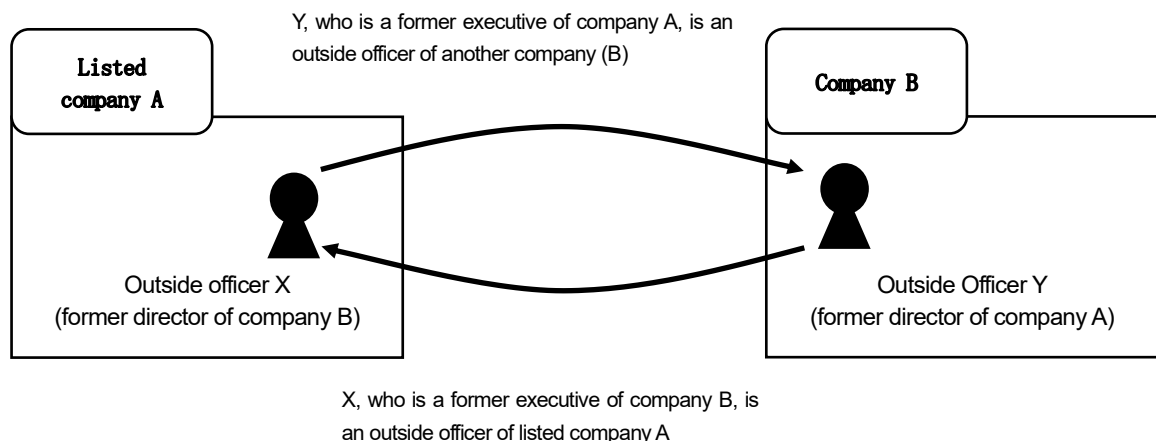 Y, who is a former executive of company A, is an
outside officer of another company (B)
Listed
company A
Company B
Outside officer X
(former director of company B)
Outside Officer Y
(former director of company A)
X, who is a former executive of company B, is
an outside officer of listed company A